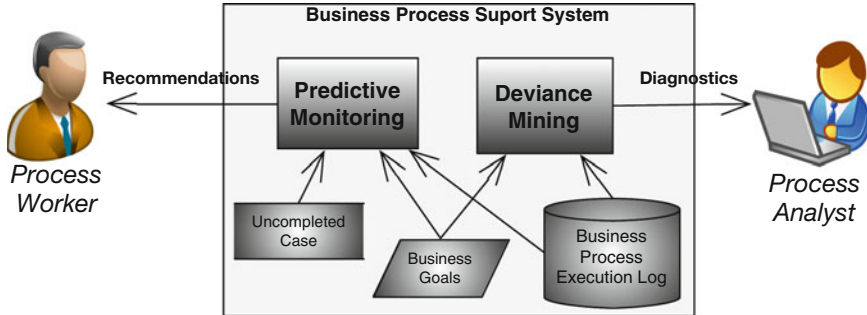 Business Process Suport System
Recommendations
Predictive
Monitoring
Deviance
Mining
Diagnostics
Process
Worker
Process
Analyst
Uncompleted
Case
Business
Goals
Business
Process
Execution Log